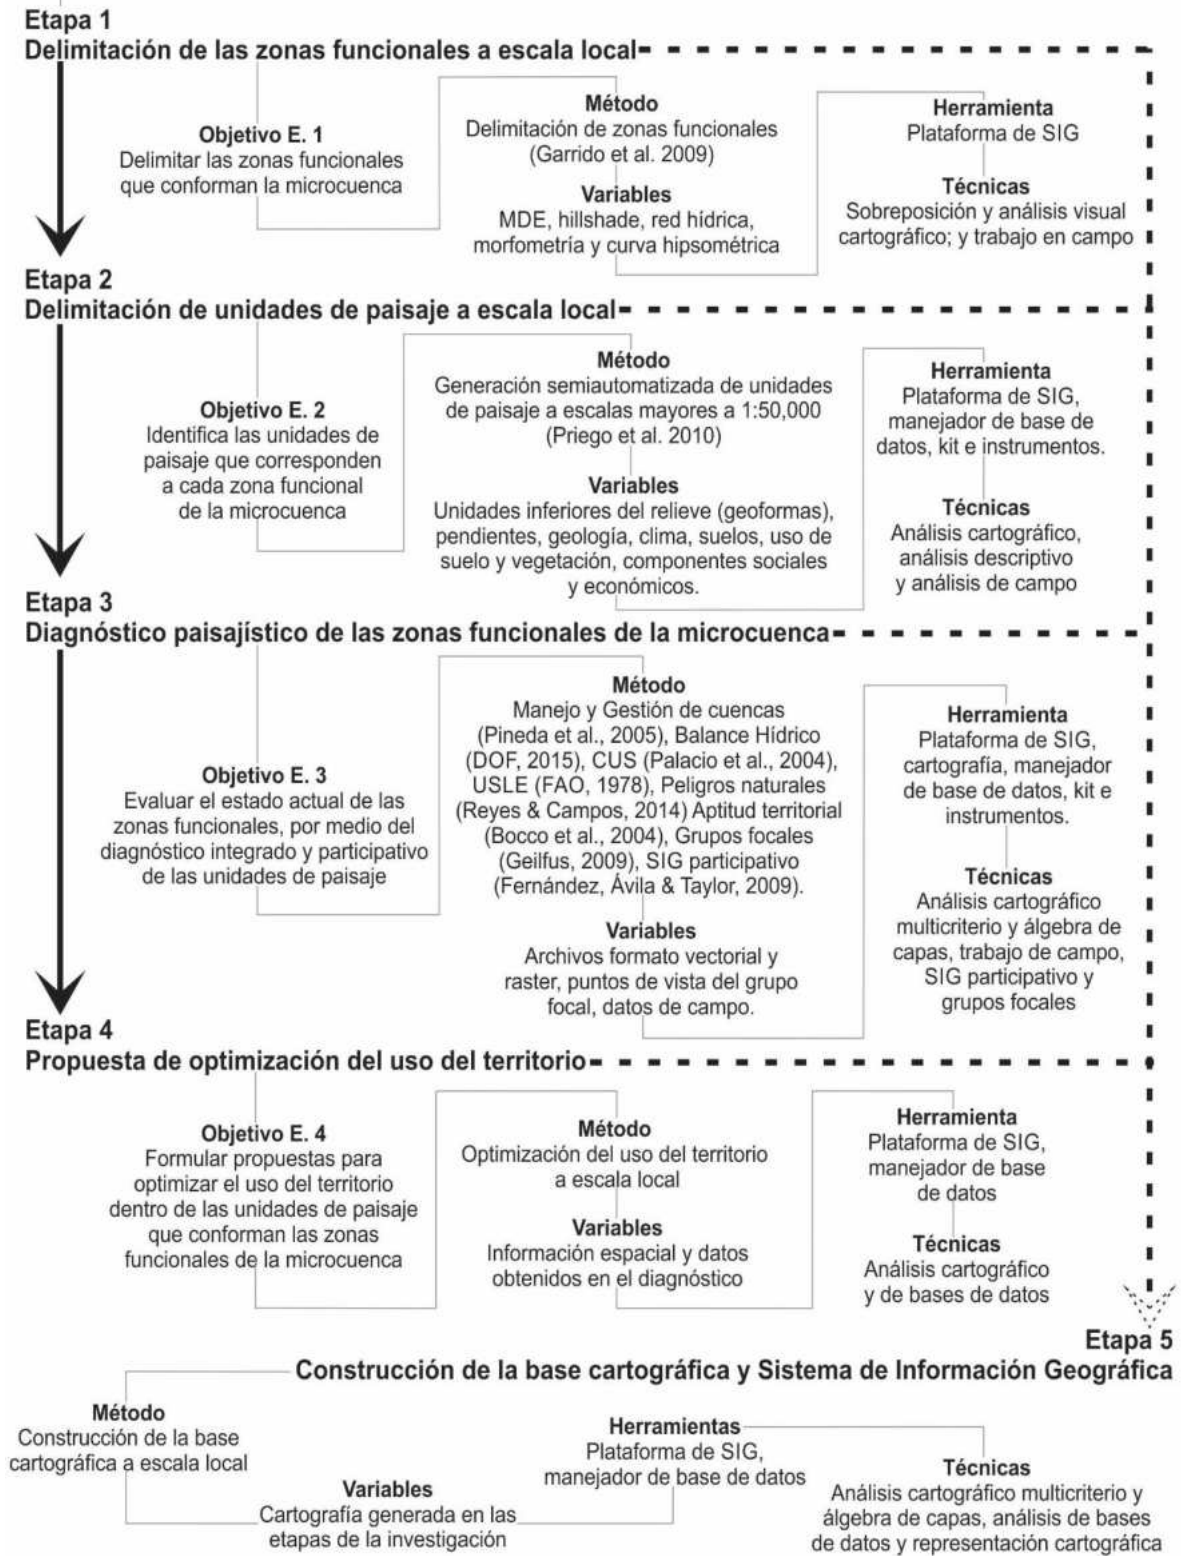 Etapa 1
Delimitación de las zonas funcionales a escala local
Objetivo E. 1
Delimitar las zonas funcionales
que conforman la microcuenca
Método
Delimitación de zonas funcionales
(Garrido et al. 2009)
Variables
MDE, hillshade, red hídrica,
morfometría y curva hipsométrica
Herramienta
Plataforma de SIG
Técnicas
Sobreposición y análisis visual
cartográfico; y trabajo en campo
Etapa 2
Delimitación de unidades de paisaje a escala local
Objetivo E. 2
Identifica las unidades de
paisaje que corresponden
a cada zona funcional
de la microcuenca
Método
Generación semiautomatizada de unidades
de paisaje a escalas mayores a 1:50,000
(Priego et al. 2010)
Variables
Unidades inferiores del relieve (geoformas),
pendientes, geología, clima, suelos, uso de
suelo y vegetación, componentes sociales
y económicos.
Herramienta
Plataforma de SIG,
manejador de base de
datos, kit e instrumentos.
Técnicas
Análisis cartográfico,
análisis descriptivo
y análisis de campo
Etapa 3
Diagnóstico paisajístico de las zonas funcionales de la microcuenca
Objetivo E. 3
Evaluar el estado actual de las
zonas funcionales, por medio del
diagnóstico integrado y participativo
de las unidades de paisaje
Método
Manejo y Gestión de cuencas
(Pineda et al., 2005), Balance Hídrico
(DOF, 2015), CUS (Palacio et al., 2004),
USLE (FAO, 1978), Peligros naturales
(Reyes & Campos, 2014) Aptitud territorial
(Bocco et al., 2004), Grupos focales
(Geilfus, 2009), SIG participativo
(Fernández, Ávila & Taylor, 2009).
Variables
Archivos formato vectorial y
raster, puntos de vista del grupo
focal, datos de campo.
Herramienta
Plataforma de SIG,
cartografía, manejador
de base de datos, kit e
instrumentos.
Técnicas
Análisis cartográfico
multicriterio y álgebra de
capas, trabajo de campo,
SIG participativo y
grupos focales
Etapa 4
Propuesta de optimización del uso del territorio
Objetivo E. 4
Formular propuestas para
optimizar el uso del territorio
dentro de las unidades de paisaje
que conforman las zonas
funcionales de la microcuenca
Método
Optimización del uso del territorio
a escala local
Variables
Información espacial y datos
obtenidos en el diagnóstico
Herramienta
Plataforma de SIG,
manejador de base
de datos
Técnicas
Análisis cartográfico
y de bases de datos
Etapa 5
Construcción de la base cartográfica y Sistema de Información Geográfica
Método
Construcción de la base
cartográfica a escala local
Variables
Cartografía generada en las
etapas de la investigación
Herramientas
Plataforma de SIG,
manejador de base de datos
Técnicas
Análisis cartográfico multicriterio y
álgebra de capas, análisis de bases
de datos y representación cartográfica